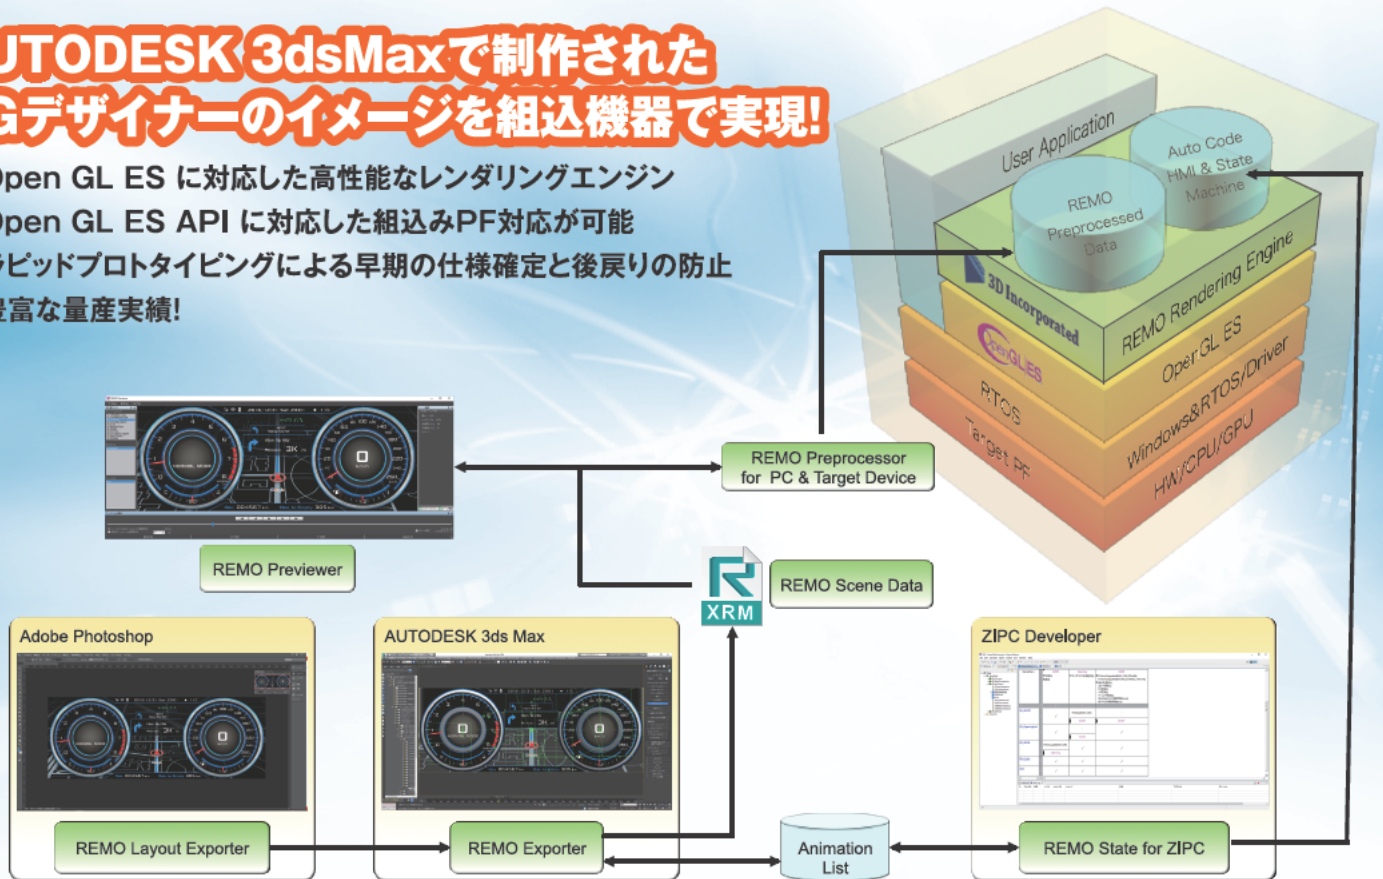 UTODESK 3dsMaxで制作された
Gデザイナーのイメージを組込機器で実現!
Open GL ES に対応した高性能なレンダリングエンジン
Open GL ES API に対応した組込みPF対応が可能
ラピッドプロトタイピングによる早期の仕様確定と後戻りの防止
豊富な量産実績!
User Application
Auto Code
HMI & State
Machine
REMO
Preprocessed
Data
3D Incorporated
REMO Rendering Engine
OpenGL|ES
Open GL ES
RTOS
Windows&RTOS/Driver
Target PF
HW/CPU/GPU
REMO Preprocessor
for PC & Target Device
REMO Previewer
XRM
REMO Scene Data
Adobe Photoshop
AUTODESK 3ds Max
ZIPC Developer
REMO Layout Exporter
REMO Exporter
Animation
List
REMO State for ZIPC